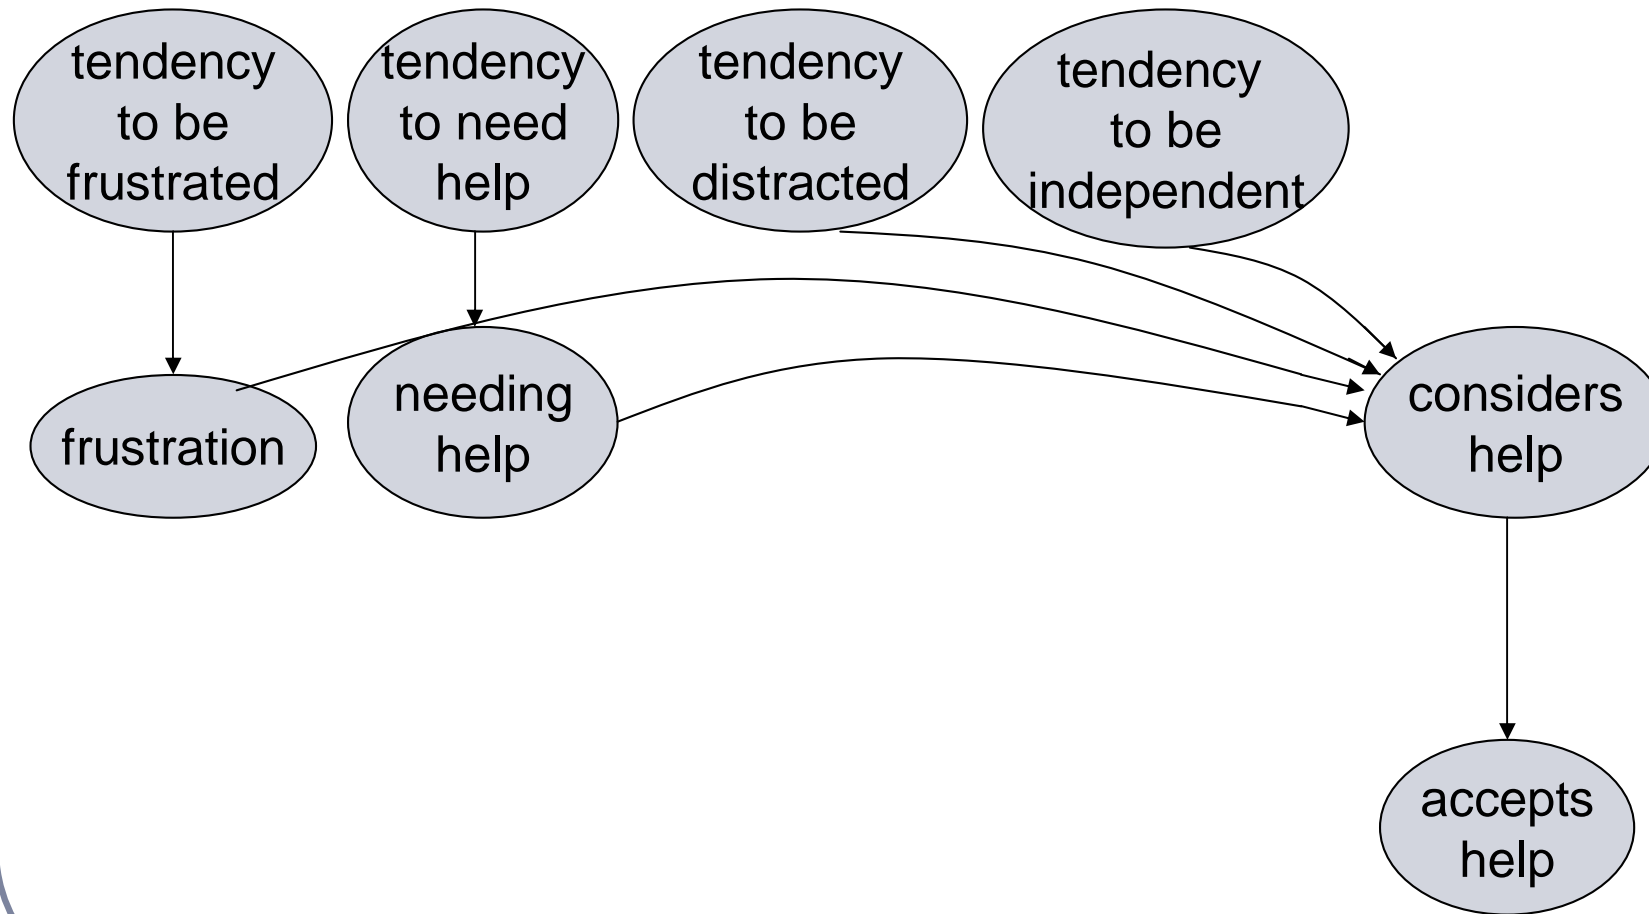 tendency
to be
frustrated
tendency
to need
help
tendency
to be
distracted
tendency
to be
independent
frustration
needing
help
considers
help
accepts
help